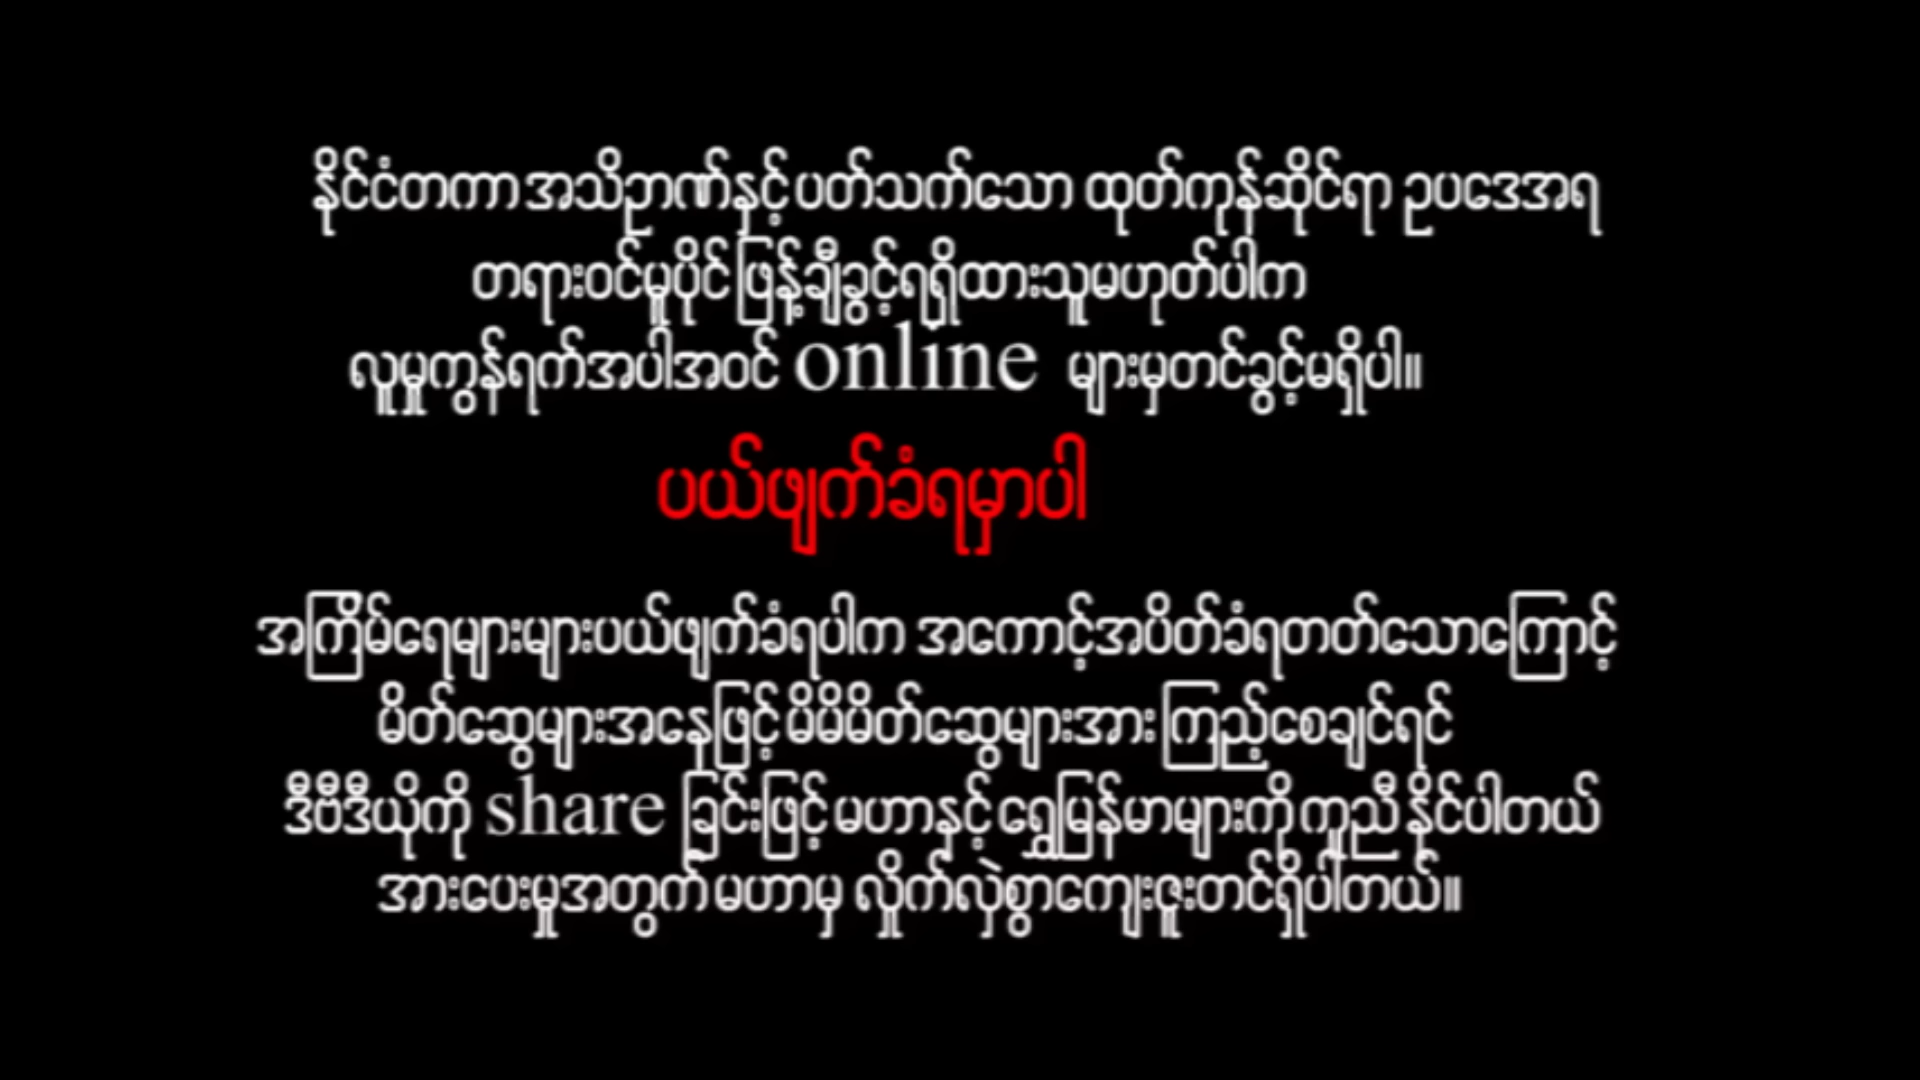 နိုင်ငံတကာ အသိဉာဏ်နှင့် ပတ်သက်သော ထုတ်ကုန်ဆိုင်ရာ ဥပဒေအရ
တရားဝင်မူပိုင် ဖြန့်ချီခွင့်ရရှိထားသူမဟုတ်ပါက
လူမှုကွန်ရက်အပါအဝင် online များမှတင်ခွင့်မရှိပါ။
ပယ်ဖျက်ခံရမှာပါ
အကြိမ်ရေများများပယ်ဖျက်ခံရပါက အကောင့်အပိတ်ခံရတတ်သောကြောင့်
မိတ်ဆွေများအနေဖြင့် မိမိမိတ်ဆွေများအား ကြည့်စေချင်ရင်
ဒီဗီဒီယိုကို share ခြင်းဖြင့် မဟာနှင့် ရွှေမြန်မာများကို ကူညီ နိုင်ပါတယ်
အားပေးမှုအတွက် မဟာမှ လှိုက်လှဲစွာကျေးဇူးတင်ရှိပါတယ်။